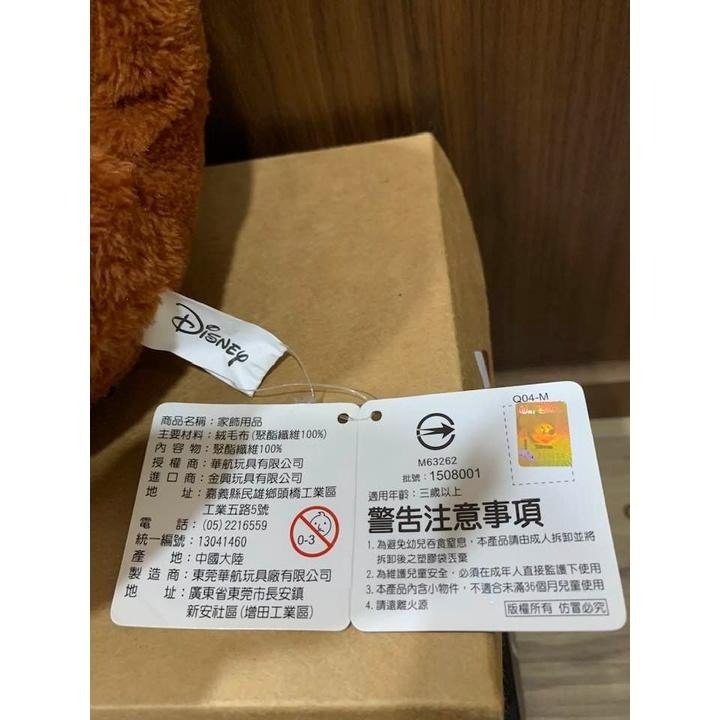 Disney
商品名稱：家飾用品
主要材料：絨毛布(聚酯纖維100%)
內容物：聚酯纖維100%
授權商：華航玩具有限公司
進口商：金興玩具有限公司
地址：嘉義縣民雄鄉頭橋工業區
工業五路5號
電話：(05)2216559
統一編號：13041460
產地：中國大陸
製造商：東莞華航玩具廠有限公司
地址：廣東省東莞市長安鎮
新安社區(增田工業區)
0-3
Q04-M
M63262
批號：1508001
適用年齡：三歲以上
警告注意事項
1.為避免幼兒吞食窒息，本產品請由成人拆卸並將
拆卸後之塑膠袋丟棄
2.為維護兒童安全，必須在成年人直接監護下使用
3.本產品內含小物件，不適合未滿36個月兒童使用
4.請遠離火源
版權所有 仿冒必究